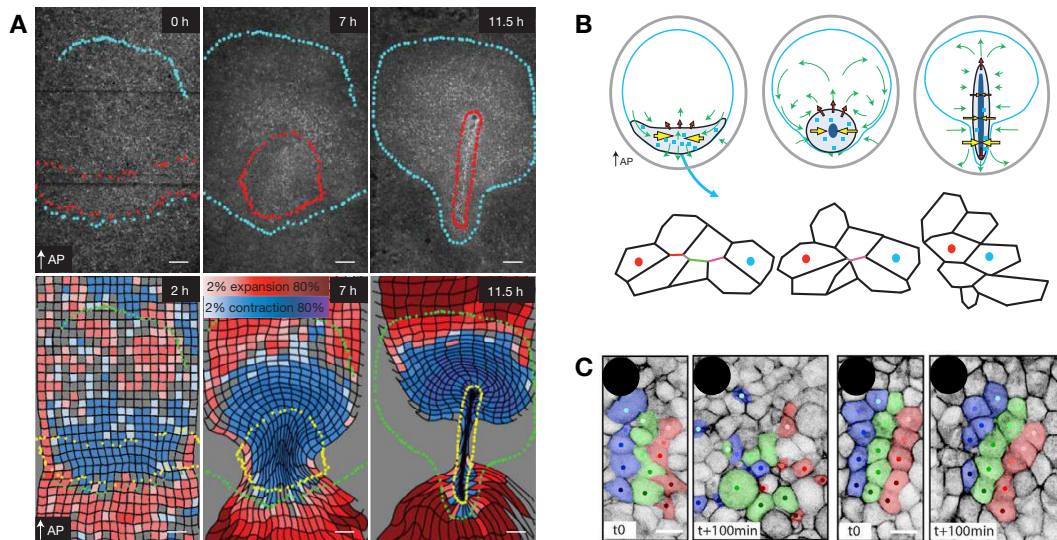 A
0 h
7 h
11.5 h
AP
2 h
2% expansion 80%
2% contraction 80%
7 h
11.5 h
AP
B
AP
C
t0
t+100min
t0
t+100min